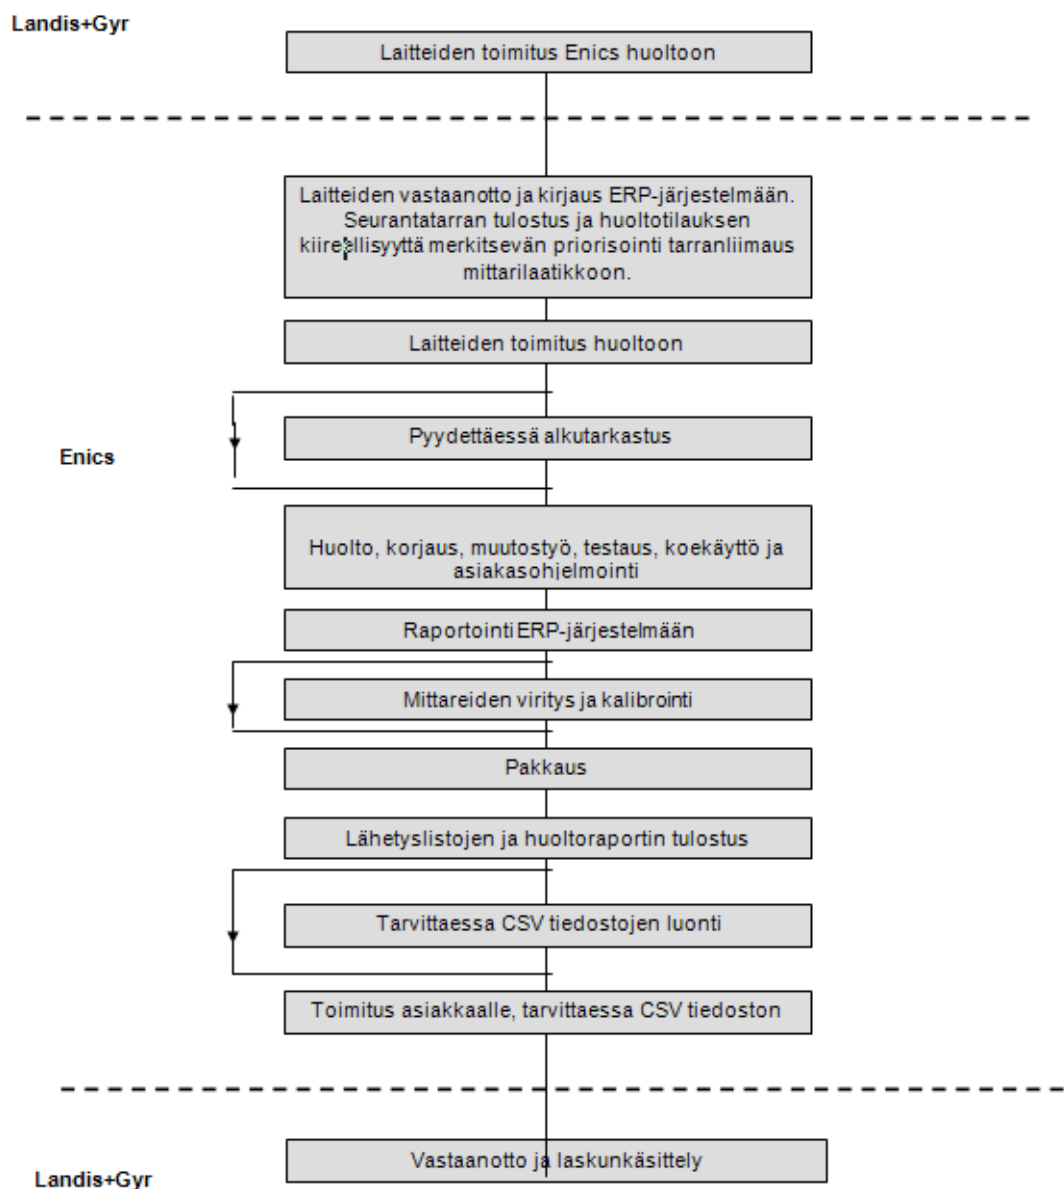 Landis+Gyr
Laitteiden toimitus Enics huoltoon
Laitteiden vastaanotto ja kirjaus ERP-järjestelmään.
Seurantatarran tulostus ja huoltotilauksen
kiireellisyyttä merkitsevän priorisointi tarranliimaus
mittarilaatikkoon.
Laitteiden toimitus huoltoon
Pyydettäessä alkutarkastus
Enics
Huolto, korjaus, muutostyö, testaus, koekäyttö ja
asiakasohjelmointi
Raportointi ERP-järjestelmään
Mittareiden viritys ja kalibrointi
Pakkaus
Lähetyslistojen ja huoltoraportin tulostus
Tarvittaessa CSV tiedostojen luonti
Toimitus asiakkaalle, tarvittaessa CSV tiedoston
Vastaanotto ja laskunkäsittely
Landis+Gyr